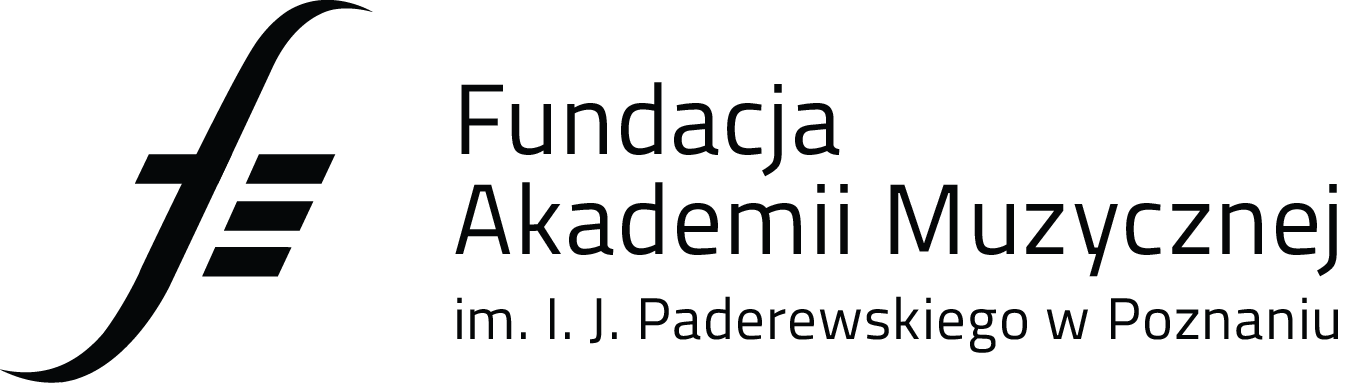 Fundacja
Akademii Muzycznej
im. I. J. Paderewskiego w Poznaniu